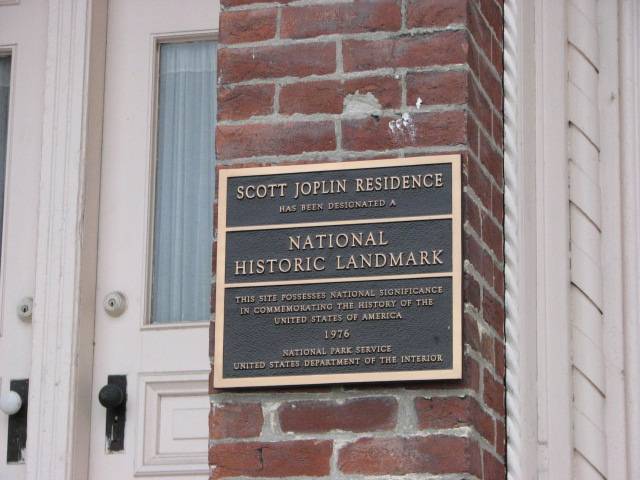 SCOTT JOPLIN RESIDENCE
HAS BEEN DESIGNATED A
NATIONAL
HISTORIC LANDMARK
THIS SITE POSSESSES NATIONAL SIGNIFICANCE
IN COMMEMORATING THE HISTORY OF THE
UNITED STATES OF AMERICA
1976
NATIONAL PARK SERVICE
UNITED STATES DEPARTMENT OF THE INTERIOR